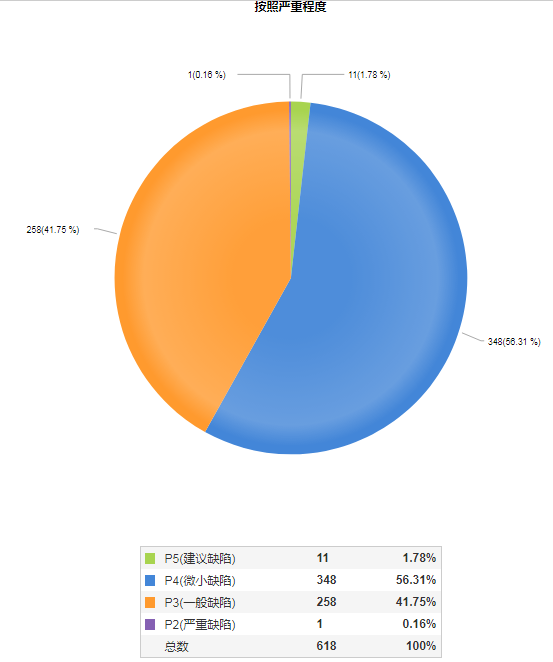 按照严重程度
1(0.16 %)
11(1.78 %)
258(41.75 %)
348(56.31 %)
P5(建议缺陷) 11 1.78%
P4(微小缺陷) 348 56.31%
P3(一般缺陷) 258 41.75%
P2(严重缺陷) 1 0.16%
总数 618 100%